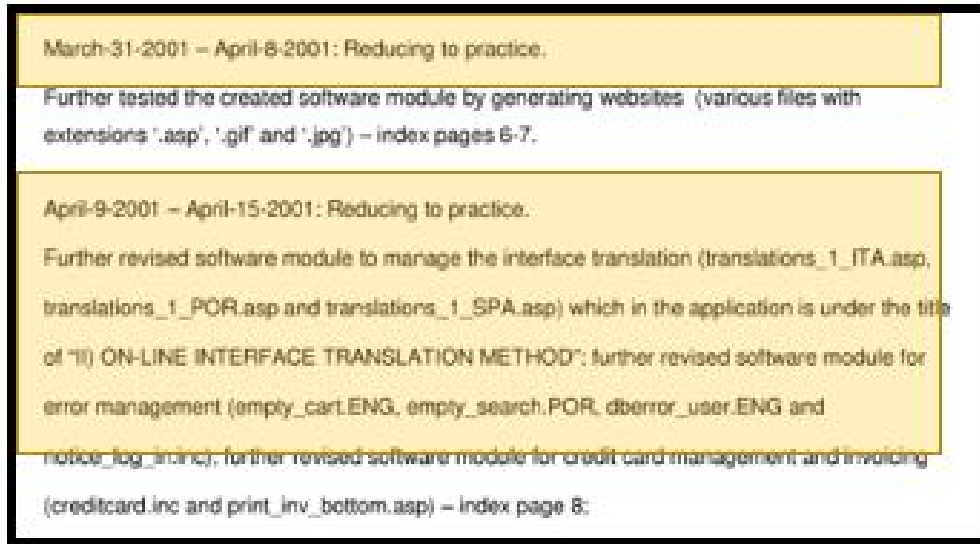 March-31-2001 – April-8-2001: Reducing to practice.
Further tested the created software module by generating websites (various files with
extensions '.asp', '.gif' and '.jpg') – index pages 6-7.
April-9-2001 – April-15-2001: Reducing to practice.
Further revised software module to manage the interface translation (translations_1_ITA.asp,
translations_1_POR.asp and translations_1_SPA.asp) which in the application is under the title
of "II) ON-LINE INTERFACE TRANSLATION METHOD"; further revised software module for
error management (empty_cart.ENG, empty_search.POR, dberror_user.ENG and
notice_log_in.inc); further revised software module for credit card management and invoicing
(creditcard.inc and print_inv_bottom.asp) – index page 8;